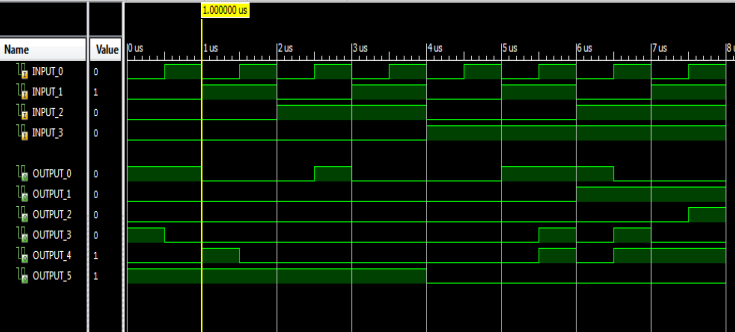 1.000000 us
Name Value 0 us 1 us 2 us 3 us 4 us 5 us 6 us 7 us 8 u
INPUT_0 0
INPUT_1 1
INPUT_2 0
INPUT_3 0
OUTPUT_0 0
OUTPUT_1 0
OUTPUT_2 0
OUTPUT_3 0
OUTPUT_4 1
OUTPUT_5 1